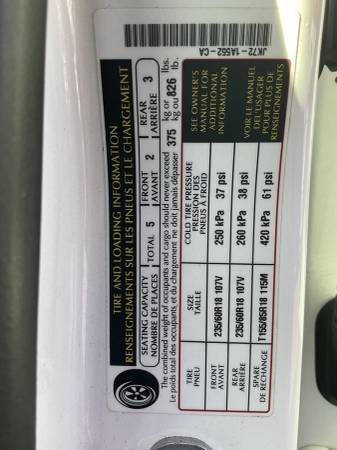 TIRE AND LOADING INFORMATION
RENSEIGNEMENTS SUR LES PNEUS ET LE CHARGEMENT
SEATING CAPACITY TOTAL 5 FRONT 2 REAR 3
NOMBRE DE PLACES AVANT ARRIÈRE
The combined weight of occupants and cargo should never exceed 375 kg or 826 lbs.
Le poids total des occupants et du chargement ne doit jamais dépasser kg ou lb.
TIRE SIZE COLD TIRE PRESSURE
PNEU TAILLE PRESSION DES
PNEUS À FROID
FRONT 235/60R18 107V 250 kPa 37 psi
AVANT
REAR 235/60R18 107V 260 kPa 38 psi
ARRIÈRE
SPARE T155/85R18 115M 420 kPa 61 psi
DE RECHANGE
SEE OWNER'S
MANUAL FOR
ADDITIONAL
INFORMATION
VOIR LE MANUEL
DE L'USAGER
POUR PLUS DE
RENSEIGNEMENTS
JK72-1A552-CA